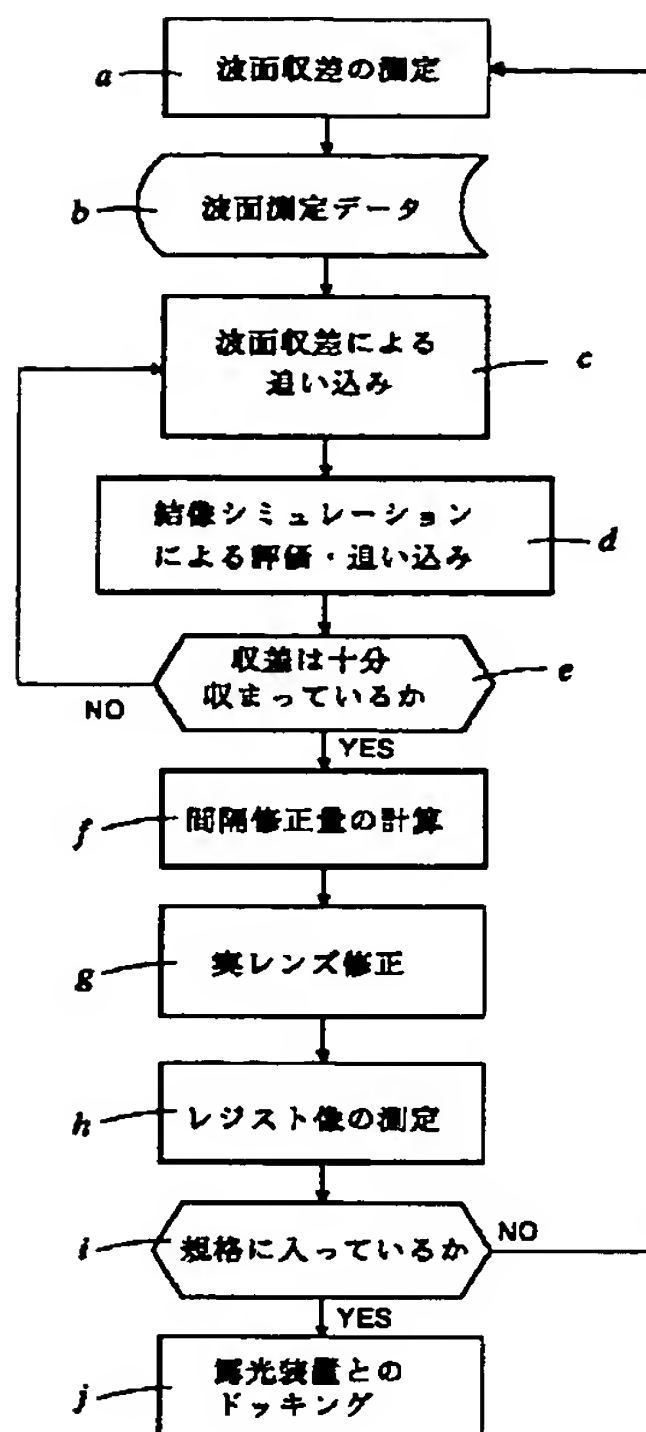 a
波面収差の測定
b
波面測定データ
波面収差による
追い込み
c
結像シミュレーション
による評価・追い込み
d
収差は十分
収まっているか
e
NO
YES
f
間隔修正量の計算
g
実レンズ修正
h
レジスト像の測定
i
規格に入っているか
NO
YES
j
露光装置との
ドッキング